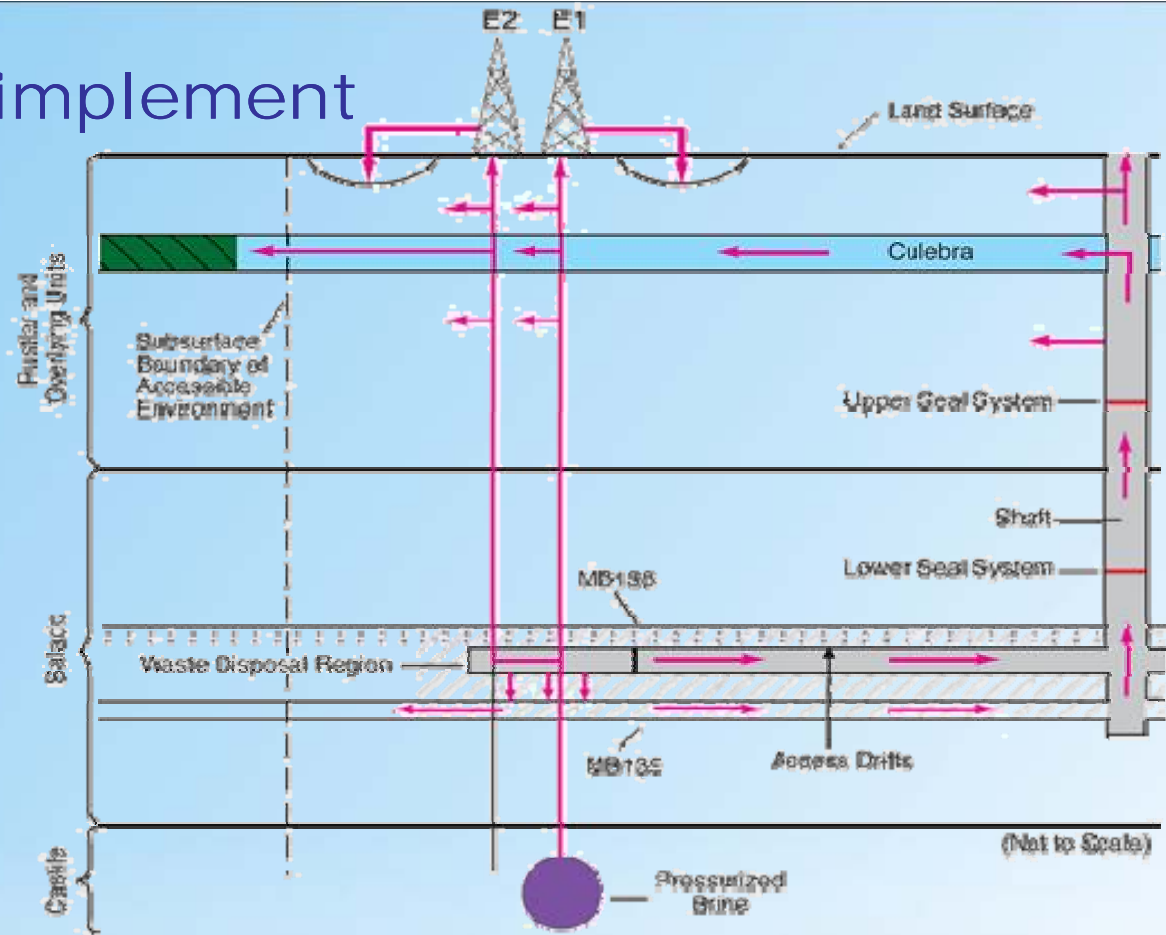 E2 E1
implement
Land Surface
Culebra
Rustler and
Overlying Units
Subsurface
Boundary of
Accessible
Environment
Upper Seal System
Shaft
Lower Seal System
MB138
Salado
Waste Disposal Region
MB139
Access Drifts
(Not to Scale)
Castile
Pressurized
Brine